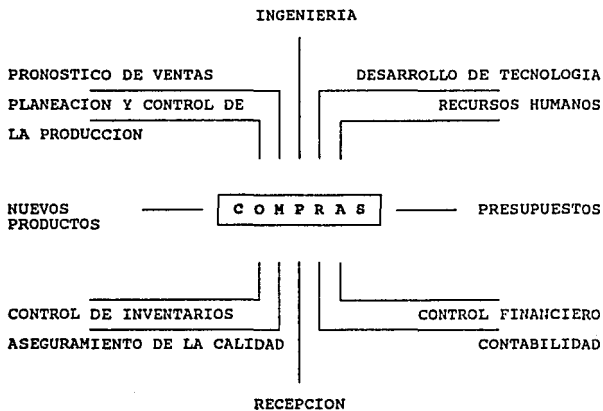 INGENIERIA
PRONOSTICO DE VENTAS
DESARROLLO DE TECNOLOGIA
PLANEACION Y CONTROL DE
RECURSOS HUMANOS
LA PRODUCCION
NUEVOS
PRODUCTOS
COMPRAS
PRESUPUESTOS
CONTROL DE INVENTARIOS
CONTROL FINANCIERO
ASEGURAMIENTO DE LA CALIDAD
CONTABILIDAD
RECEPCION